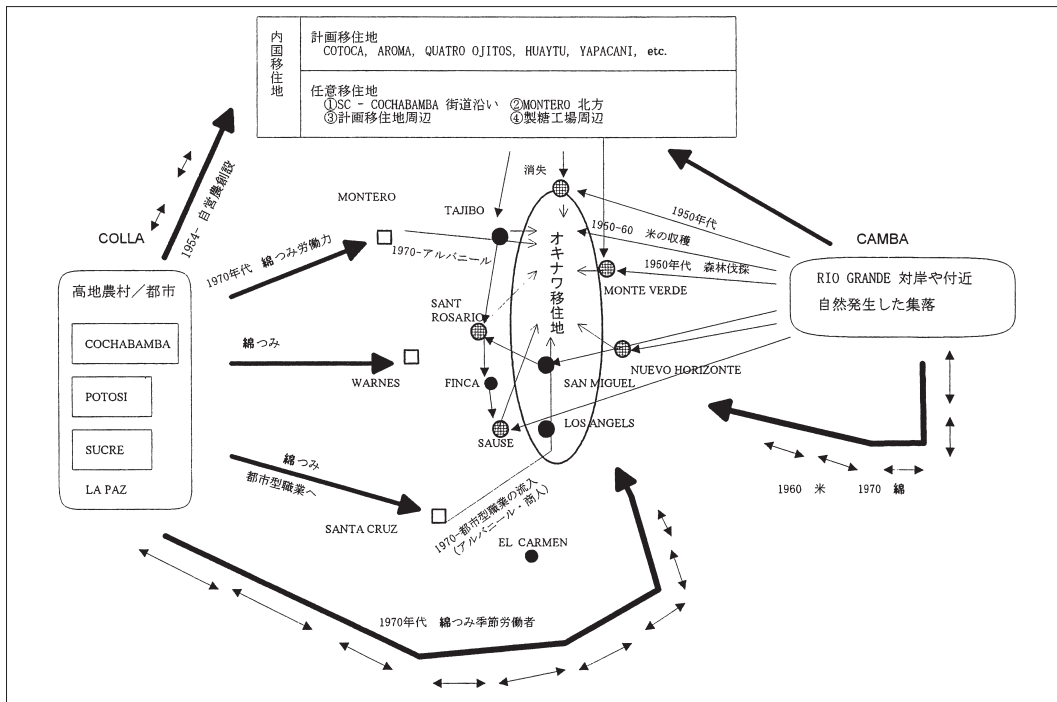 内国移住地
計画移住地
COTOCA, AROMA, QUATRO OJITOS, HUAYTU, YAPACANI, etc.
任意移住地
①SC - COCHABAMBA 街道沿い ②MONTERO 北方
③計画移住地周辺 ④製糖工場周辺
COLLA
1954- 自営農創設
高地農村／都市
COCHABAMBA
POTOSI
SUCRE
LA PAZ
1970年代 綿つみ労働力
綿つみ
綿つみ
都市型職業へ
MONTERO
WARNES
SANTA CRUZ
消失
TAJIBO
1970-アルバニール
SANT
ROSARIO
FINCA
SAUSE
オキナワ移住地
MONTE VERDE
NUEVO HORIZONTE
SAN MIGUEL
LOS ANGELS
EL CARMEN
1970-都市型職業の流入
(アルバニール・商人)
1950年代
1950-60 米の収穫
1950年代 森林伐採
CAMBA
RIO GRANDE 対岸や付近
自然発生した集落
1960 米 1970 綿
1970年代 綿つみ季節労働者